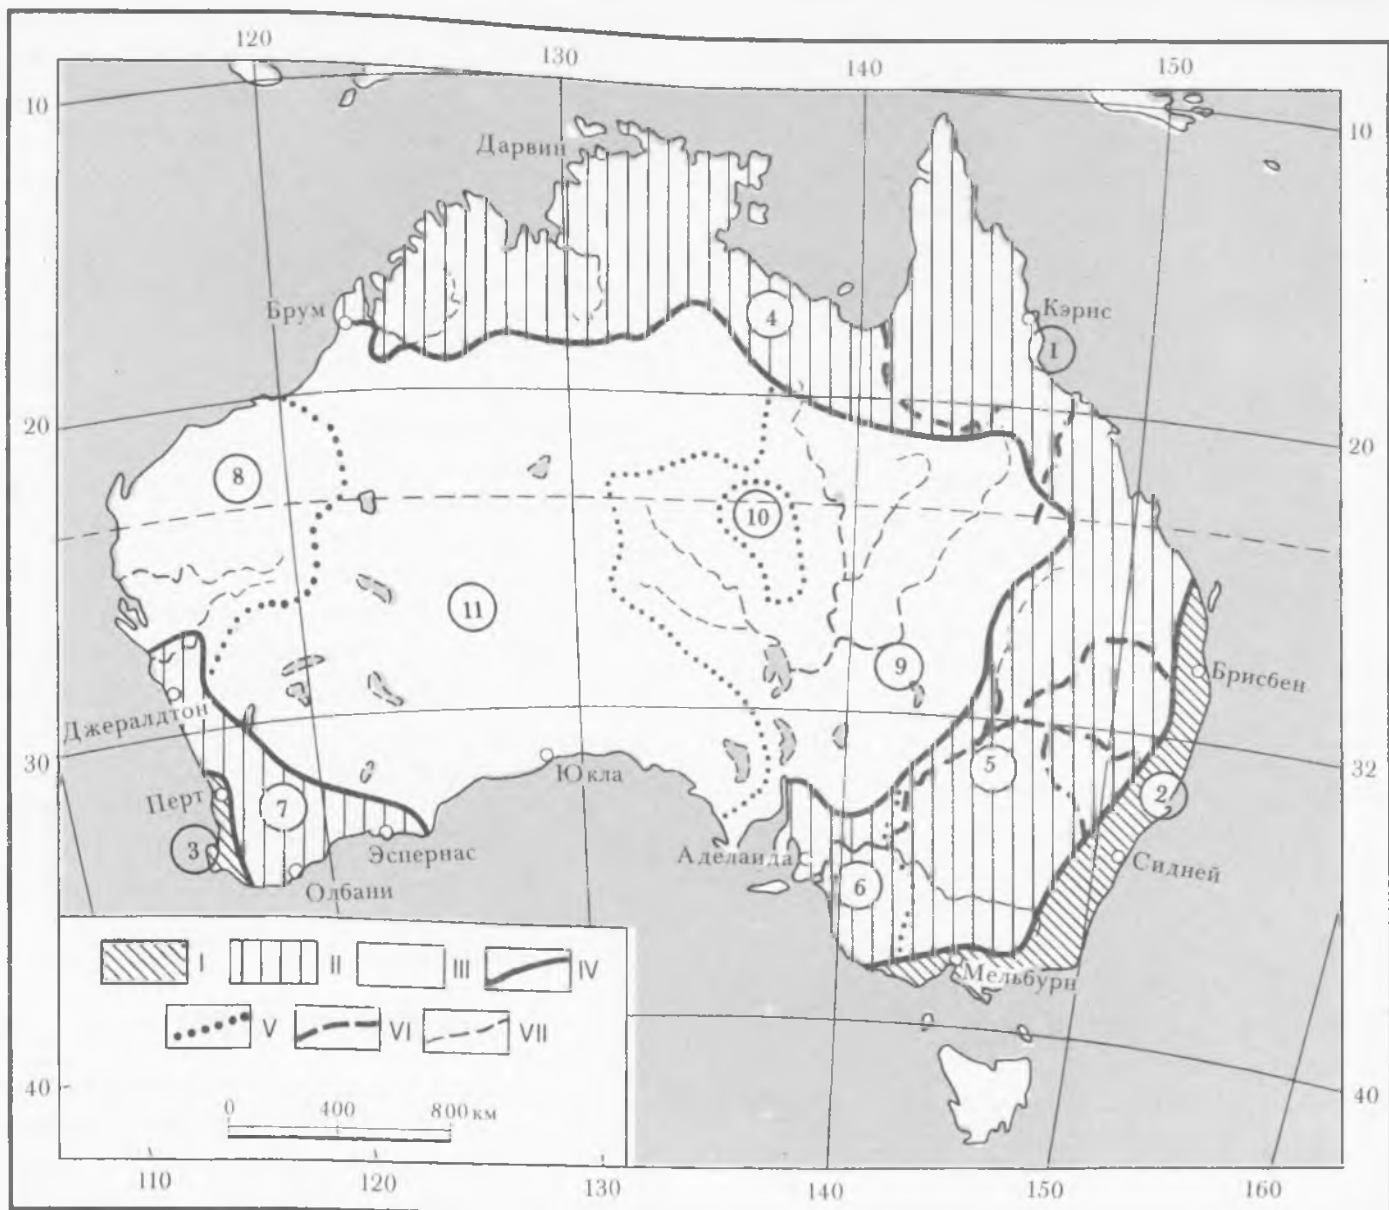 120 130 140 150
10 10
Дарвин
Брум
4
Кэрнс
1
20 20
8
10
11
9
Брисбен
Джералдтон
30 32
Юкла
5
2
Перт
7
3
Эспернас
Аделаида
Сидней
6
Олбани
Мельбурн
I II III IV
V VI VII
0 400 800 км
40 40
110 120 130 140 150 160